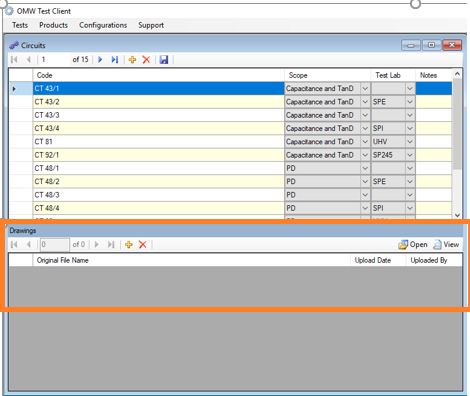 OMW Test Client
Tests Products Configurations Support
Circuits
1 of 15
Code Scope Test Lab Notes
CT 43/1 Capacitance and TanD
CT 43/2 Capacitance and TanD SPE
CT 43/3 Capacitance and TanD
CT 43/4 Capacitance and TanD SPI
CT 81 Capacitance and TanD UHV
CT 92/1 Capacitance and TanD SP245
CT 48/1 PD
CT 48/2 PD SPE
CT 48/3 PD
CT 48/4 PD SPI
Drawings
0 of 0 Open View
Original File Name Upload Date Uploaded By